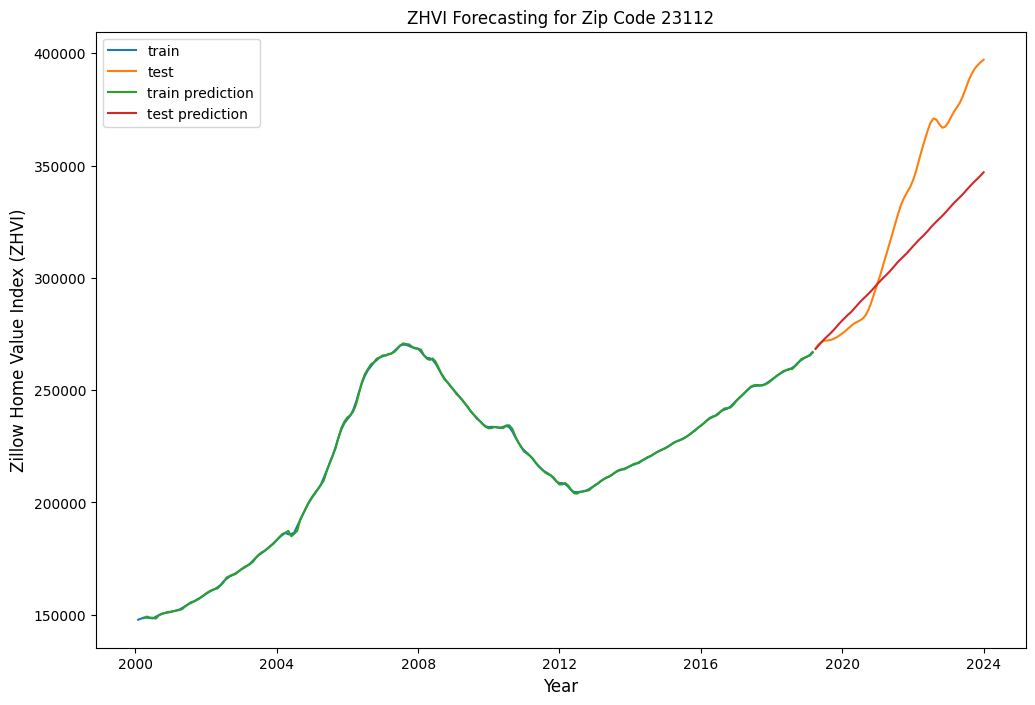 ZHVI Forecasting for Zip Code 23112
train
test
train prediction
test prediction
Zillow Home Value Index (ZHVI)
400000
350000
300000
250000
200000
150000
2000 2004 2008 2012 2016 2020 2024
Year